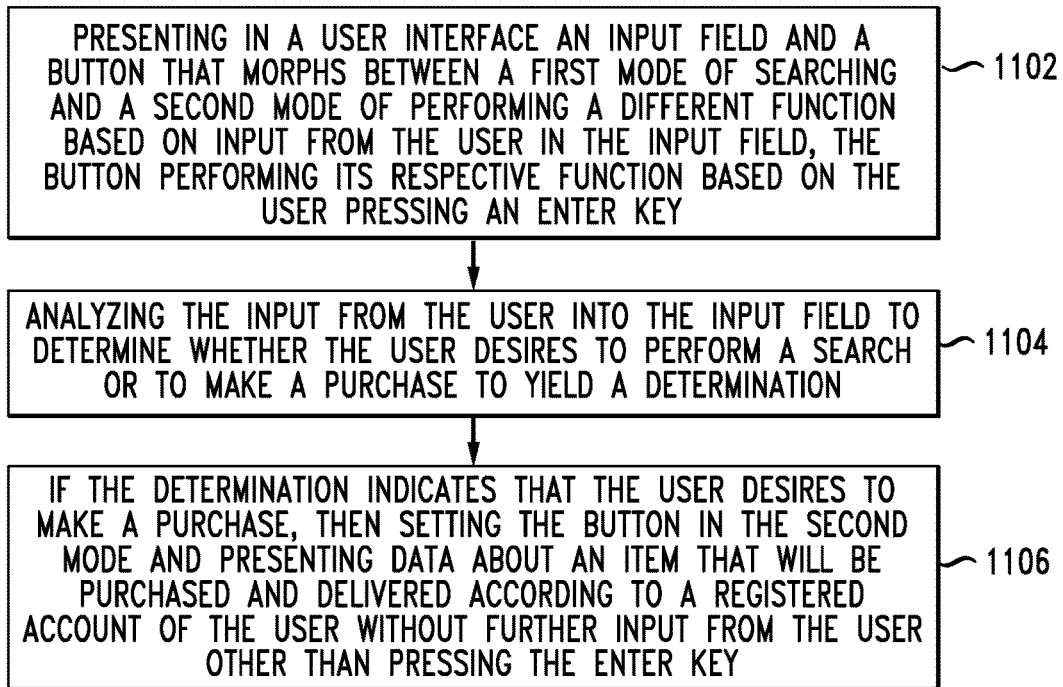 PRESENTING IN A USER INTERFACE AN INPUT FIELD AND A
BUTTON THAT MORPHS BETWEEN A FIRST MODE OF SEARCHING
AND A SECOND MODE OF PERFORMING A DIFFERENT FUNCTION
BASED ON INPUT FROM THE USER IN THE INPUT FIELD, THE
BUTTON PERFORMING ITS RESPECTIVE FUNCTION BASED ON THE
USER PRESSING AN ENTER KEY
1102
ANALYZING THE INPUT FROM THE USER INTO THE INPUT FIELD TO
DETERMINE WHETHER THE USER DESIRES TO PERFORM A SEARCH
OR TO MAKE A PURCHASE TO YIELD A DETERMINATION
1104
IF THE DETERMINATION INDICATES THAT THE USER DESIRES TO
MAKE A PURCHASE, THEN SETTING THE BUTTON IN THE SECOND
MODE AND PRESENTING DATA ABOUT AN ITEM THAT WILL BE
PURCHASED AND DELIVERED ACCORDING TO A REGISTERED
ACCOUNT OF THE USER WITHOUT FURTHER INPUT FROM THE USER
OTHER THAN PRESSING THE ENTER KEY
1106